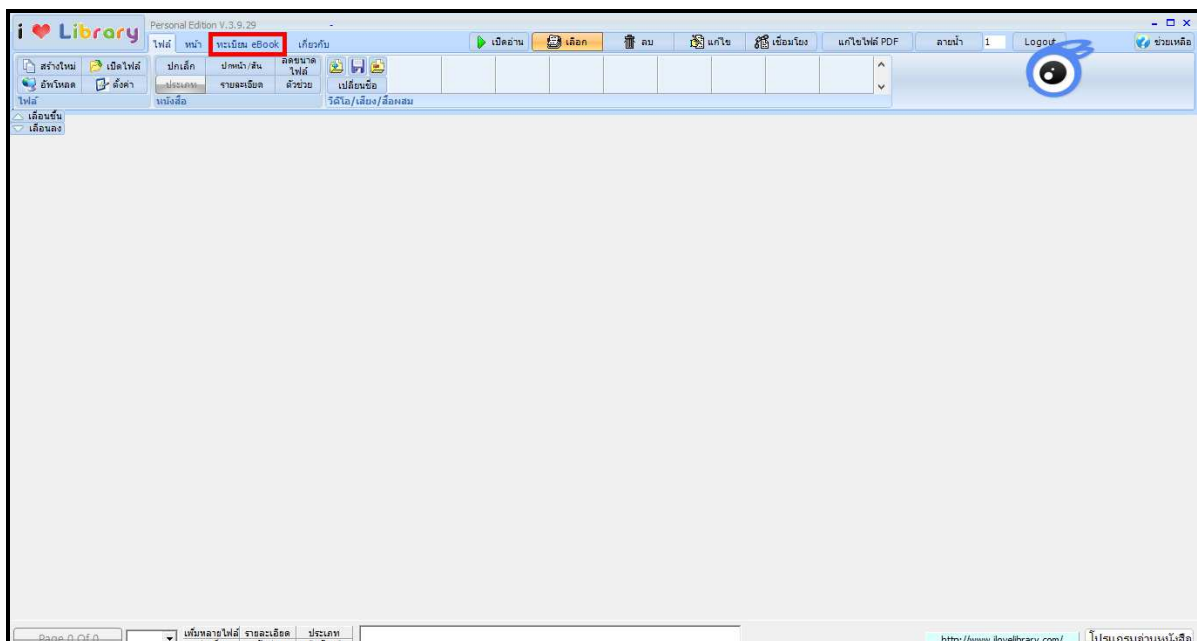 i Library Personal Edition V.3.9.29 -
ไฟล์ หน้า ทะเบียน eBook เกี่ยวกับ เปิดอ่าน เลือก ลบ แก้ไข เชื่อมโยง แก้ไขไฟล์ PDF ลายน้ำ 1 Logout ช่วยเหลือ
สร้างใหม่ เปิดไฟล์ ปกเล็ก ปกหน้า/สัน ลดขนาด
ไฟล์
อัพโหลด ตั้งค่า ประเภท รายละเอียด ตัวช่วย เปลี่ยนชื่อ
ไฟล์ หนังสือ วิดีโอ/เสียง/สื่อผสม
เลื่อนขึ้น
เลื่อนลง
Page 0 Of 0 เพิ่มหลายไฟล์ รายละเอียด ประเภท http://www.ilovelibrary.com/ โปรแกรมอ่านหนังสือ